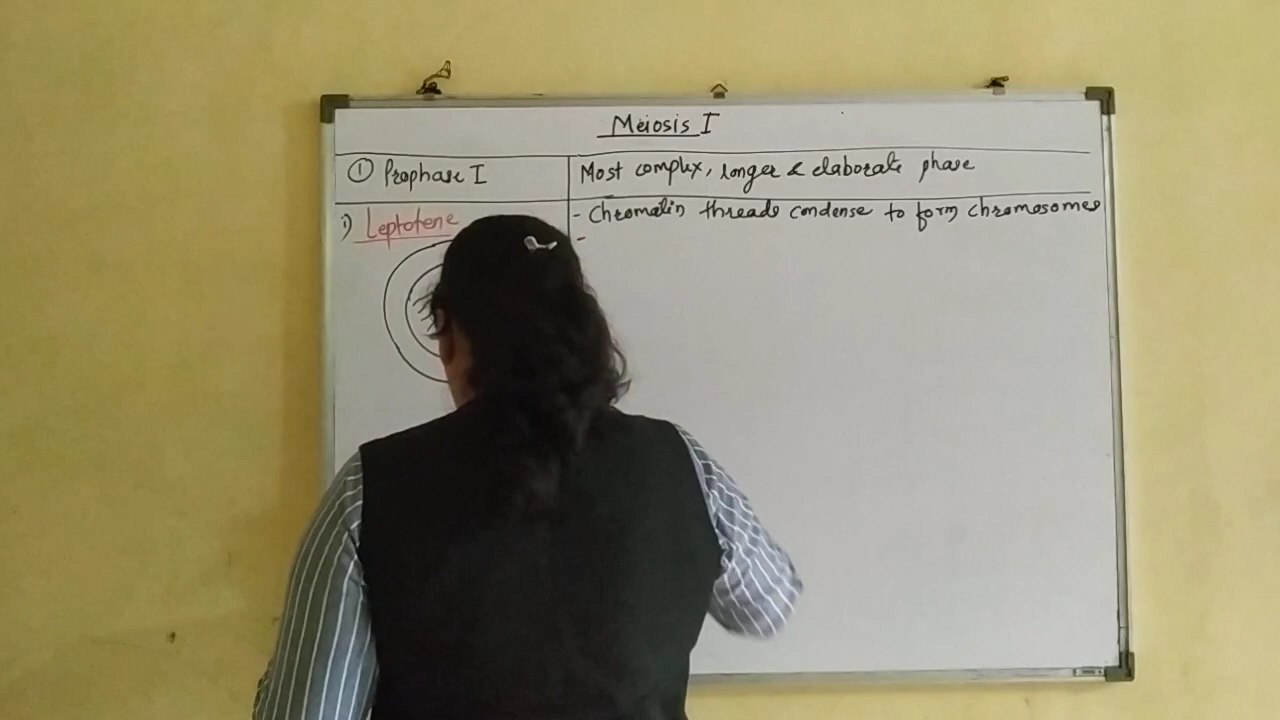 Meiosis I
① Prophase I
Most complex, longer & elaborate phase
i) Leptotene
- Chromatin threads condense to form chromosomes
-